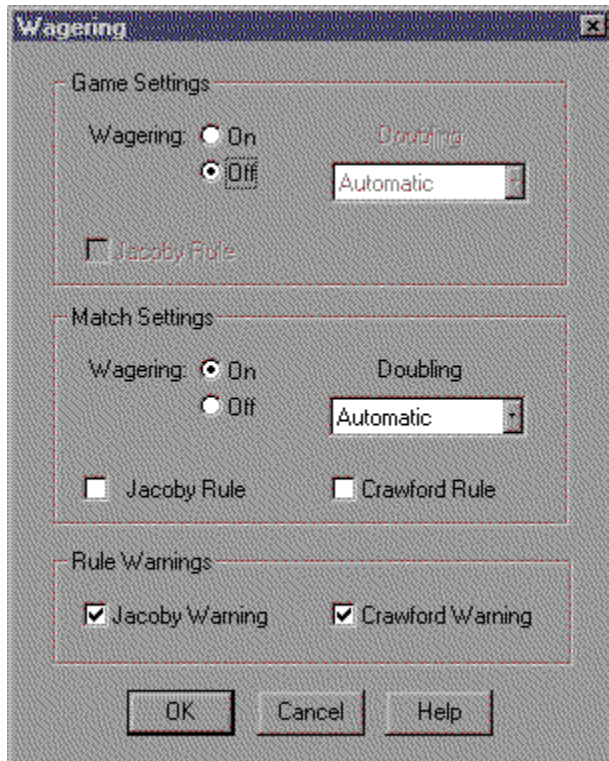 Wagering
Game Settings
Wagering: On
Off
Doubling
Automatic
Jacoby Rule
Match Settings
Wagering: On
Off
Doubling
Automatic
Jacoby Rule
Crawford Rule
Rule Warnings
Jacoby Warning
Crawford Warning
OK
Cancel
Help